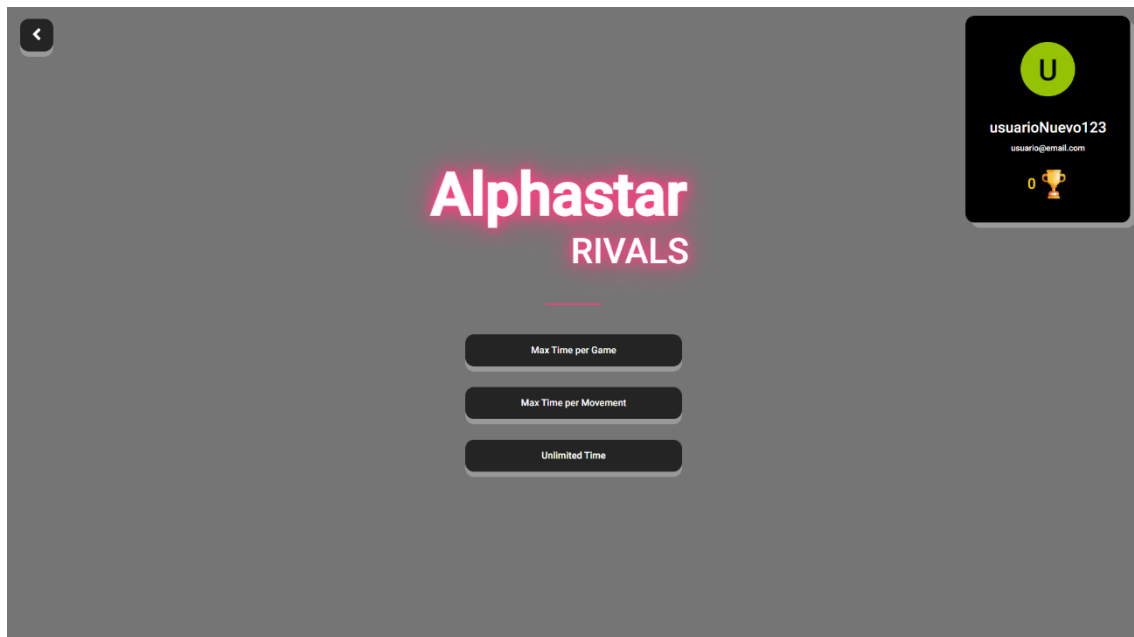 U
usuarioNuevo123
usuario@email.com
0
Alphastar
RIVALS
Max Time per Game
Max Time per Movement
Unlimited Time